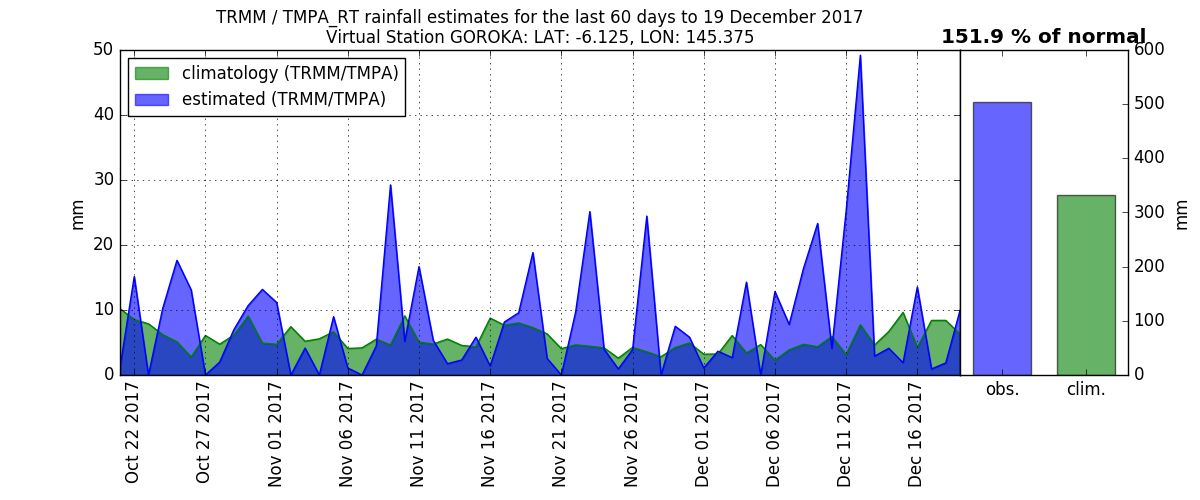 TRMM / TMPA_RT rainfall estimates for the last 60 days to 19 December 2017
Virtual Station GOROKA: LAT: -6.125, LON: 145.375
151.9 % of normal
climatology (TRMM/TMPA)
estimated (TRMM/TMPA)
50
40
30
20
10
0
mm
Oct 22 2017
Oct 27 2017
Nov 01 2017
Nov 06 2017
Nov 11 2017
Nov 16 2017
Nov 21 2017
Nov 26 2017
Dec 01 2017
Dec 06 2017
Dec 11 2017
Dec 16 2017
obs.
clim.
600
500
400
300
200
100
0
mm